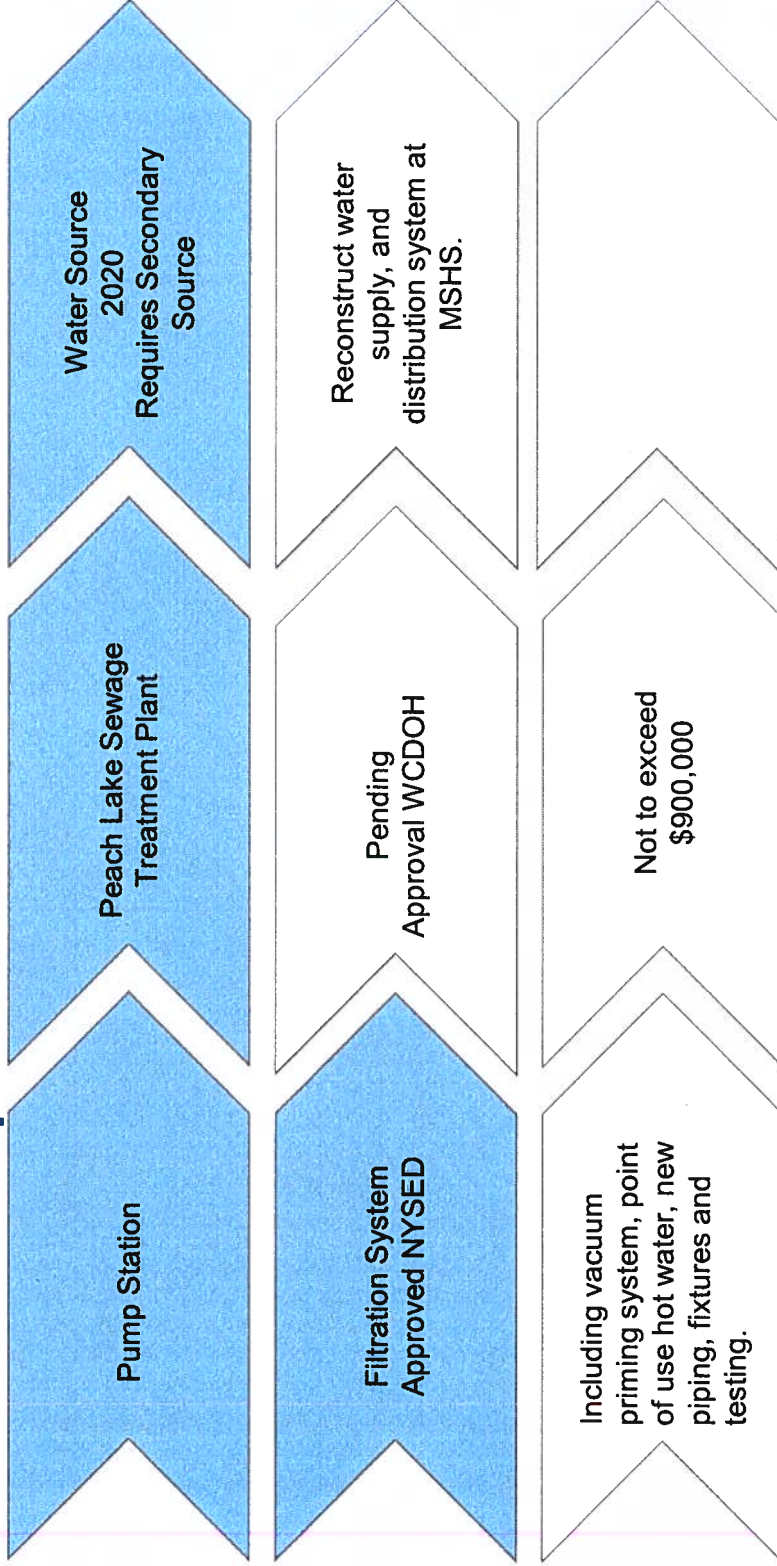 Pump Station
Peach Lake Sewage
Treatment Plant
Water Source
2020
Requires Secondary
Source
Filtration System
Approved NYSED
Pending
Approval WCDOH
Reconstruct water
supply, and
distribution system at
MSHS.
Including vacuum
priming system, point
of use hot water, new
piping, fixtures and
testing.
Not to exceed
$900,000